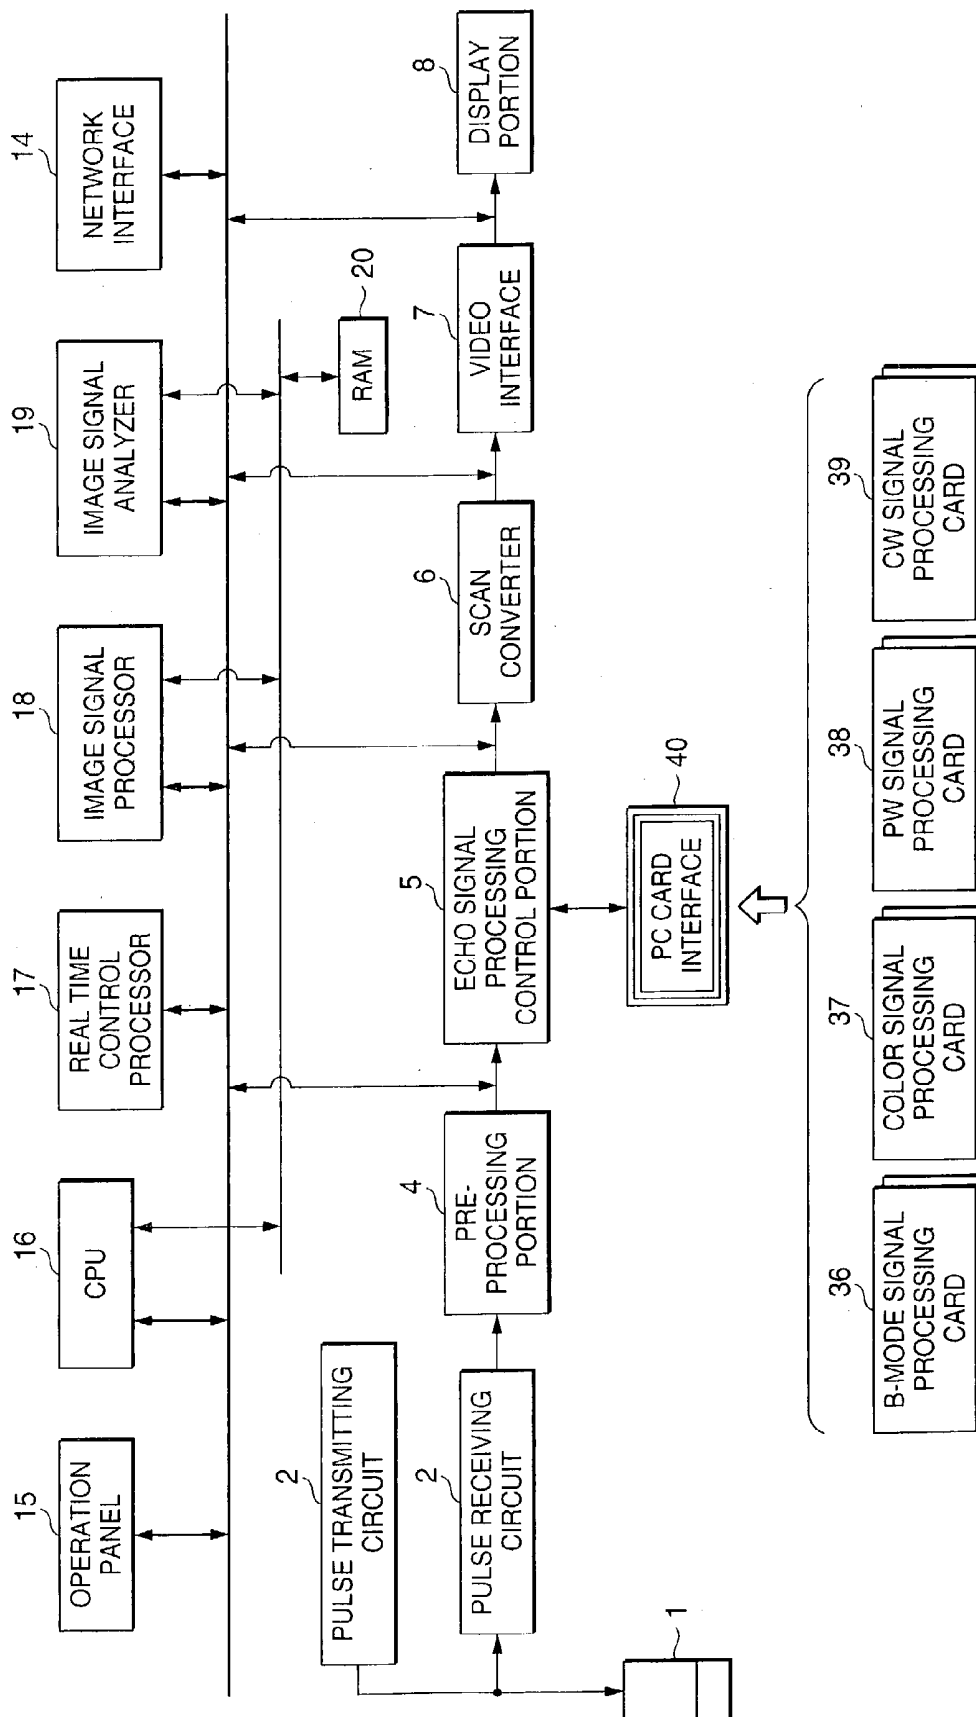 15
OPERATION
PANEL
16
CPU
17
REAL TIME
CONTROL
PROCESSOR
18
IMAGE SIGNAL
PROCESSOR
19
IMAGE SIGNAL
ANALYZER
14
NETWORK
INTERFACE
20
RAM
2
PULSE TRANSMITTING
CIRCUIT
2
PULSE RECEIVING
CIRCUIT
4
PRE-
PROCESSING
PORTION
5
ECHO SIGNAL
PROCESSING
CONTROL PORTION
6
SCAN
CONVERTER
7
VIDEO
INTERFACE
8
DISPLAY
PORTION
1
40
PC CARD
INTERFACE
36
B-MODE SIGNAL
PROCESSING
CARD
37
COLOR SIGNAL
PROCESSING
CARD
38
PW SIGNAL
PROCESSING
CARD
39
CW SIGNAL
PROCESSING
CARD